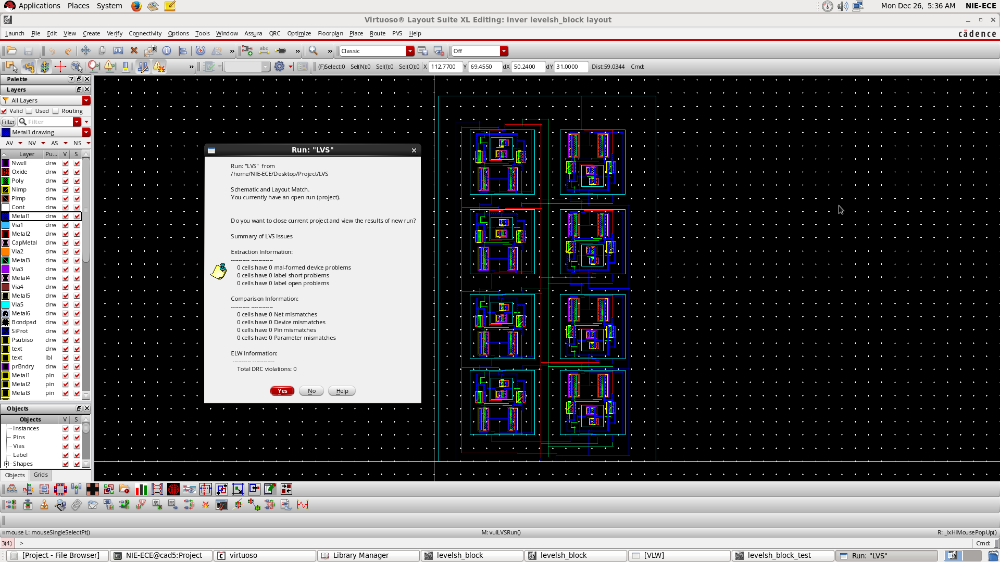 Applications Places System
Mon Dec 26, 5:36 AM NIE-ECE
Virtuoso® Layout Suite XL Editing: inver levelsh_block layout
Launch File Edit View Create Verify Connectivity Options Tools Window Assura QRC Optimize Floorplan Place Route PVS Help
cādence
abc » » » Classic Off
» (F)Select:0 Sel(N):0 Sel(I):0 Sel(O):0 X 112.7700 Y 69.4550 dX 50.2400 dY 31.0000 Dist:59.0344 Cmd:
Palette ?
Layers
All Layers
Valid Used Routing
Filter Filter
Metal1 drawing
AV NV AS NS
Layer Pu... V S
Nwell drw
Oxide drw
Poly drw
Nimp drw
Pimp drw
Cont drw
Metal1 drw
Via1 drw
Metal2 drw
CapMetal drw
Via2 drw
Metal3 drw
Via3 drw
Metal4 drw
Via4 drw
Metal5 drw
Via5 drw
Metal6 drw
Bondpad drw
SiProt drw
Psubiso drw
text drw
text lbl
prBndry drw
Metal1 pin
Metal2 pin
Metal3 pin
Objects
Objects V S
Instances
Pins
Vias
Label
Shapes
Objects Grids
Run: "LVS"
Run: "LVS" from
/home/NIE-ECE/Desktop/Project/LVS
Schematic and Layout Match.
You currently have an open run (project).
Do you want to close current project and view the results of new run?
Summary of LVS Issues
Extraction Information:
---------- ------------
0 cells have 0 mal-formed device problems
0 cells have 0 label short problems
0 cells have 0 label open problems
Comparison Information:
---------- ------------
0 cells have 0 Net mismatches
0 cells have 0 Device mismatches
0 cells have 0 Pin mismatches
0 cells have 0 Parameter mismatches
ELW Information:
---------- ------------
Total DRC violations: 0
Yes No Help
mouse L: mouseSingleSelectPt() M: vuiLVSRun() R: _lxHiMousePopUp()
3(4) > Cmd:
[Project - File Browser] NIE-ECE@cad5:Project virtuoso Library Manager levelsh_block levelsh_block [VLW] levelsh_block_test Run: "LVS"